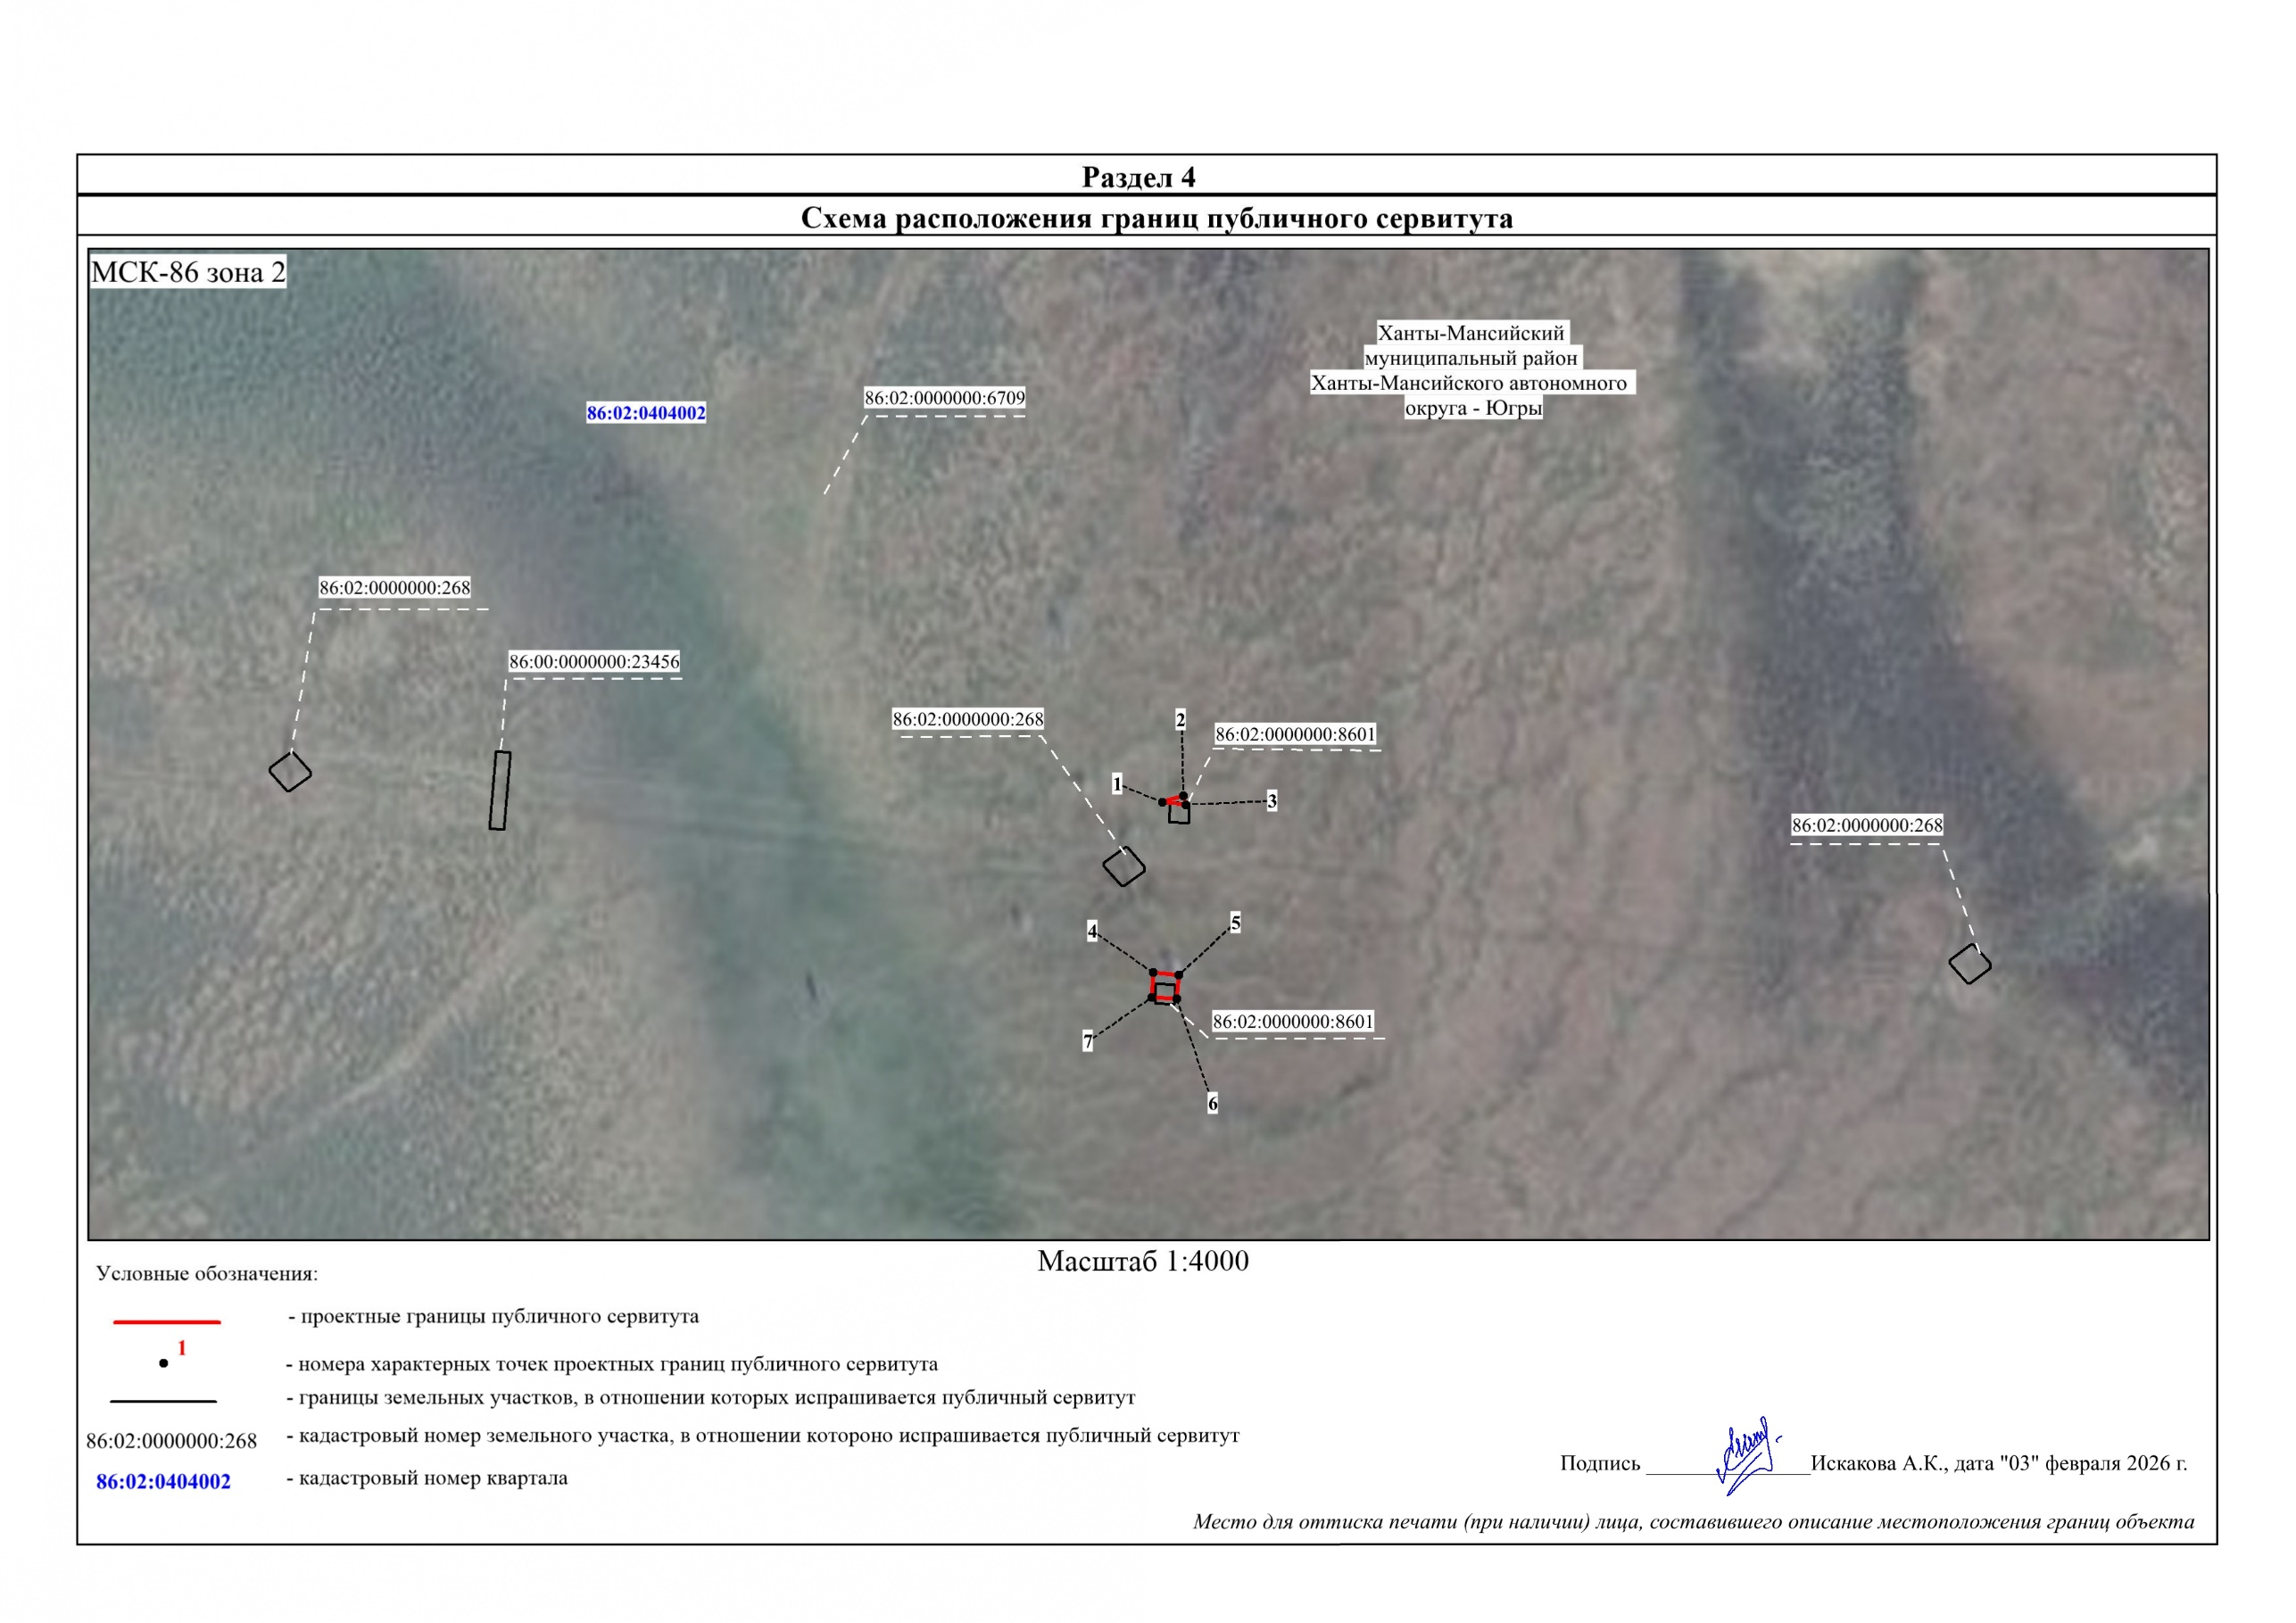 Раздел 4
Схема расположения границ публичного сервитута
МСК-86 зона 2
Ханты-Мансийский
муниципальный район
Ханты-Мансийского автономного
округа - Югры
86:02:0000000:6709
86:02:0404002
86:02:0000000:268
86:00:0000000:23456
86:02:0000000:268
2
86:02:0000000:8601
1
3
86:02:0000000:268
4
5
86:02:0000000:8601
7
6
Масштаб 1:4000
Условные обозначения:
- проектные границы публичного сервитута
1
- номера характерных точек проектных границ публичного сервитута
- границы земельных участков, в отношении которых испрашивается публичный сервитут
86:02:0000000:268 - кадастровый номер земельного участка, в отношении котороно испрашивается публичный сервитут
86:02:0404002 - кадастровый номер квартала
Подпись ______________Искакова А.К., дата "03" февраля 2026 г.
Место для оттиска печати (при наличии) лица, составившего описание местоположения границ объекта